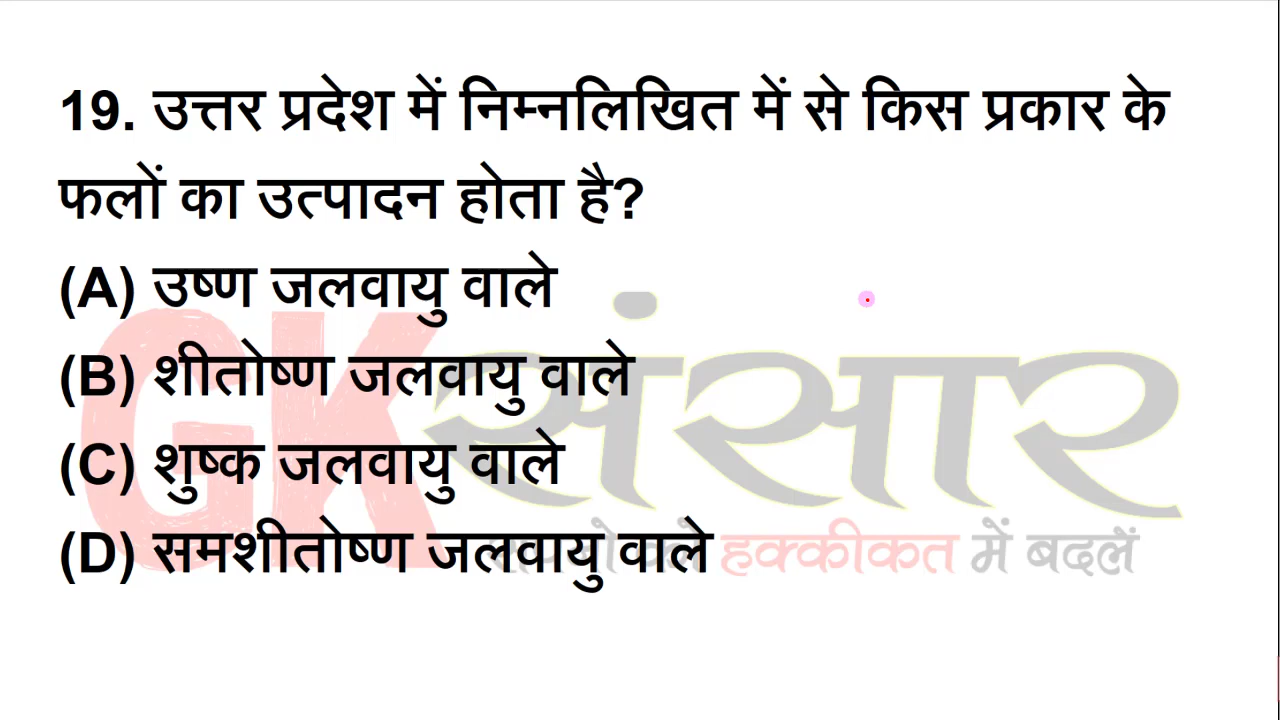 19. उत्तर प्रदेश में निम्नलिखित में से किस प्रकार के
फलों का उत्पादन होता है?
(A) उष्ण जलवायु वाले
(B) शीतोष्ण जलवायु वाले
(C) शुष्क जलवायु वाले
(D) समशीतोष्ण जलवायु वाले
GK संसार
को हक्कीकत में बदलें